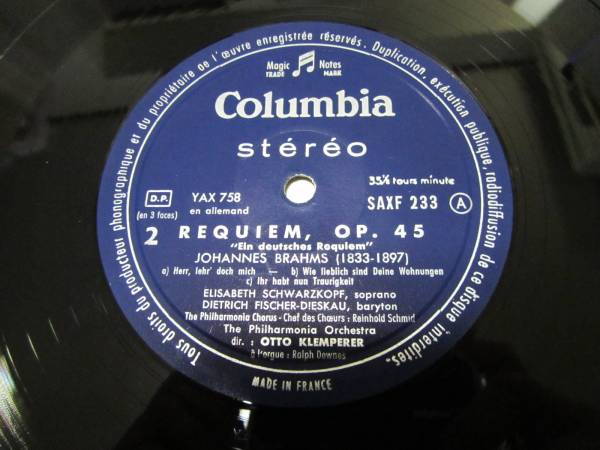 Tous droits du producteur phonographique et du propriétaire de l'œuvre enregistrée réservés. Duplication, exécution publique, radiodiffusion de ce disque interdites.
Magic Notes
TRADE MARK
Columbia
stéréo
33⅓ tours minute
D.P. YAX 758 SAXF 233 A
(en 3 faces) en allemand
2 REQUIEM, OP. 45
"Ein deutsches Requiem"
JOHANNES BRAHMS (1833-1897)
a) Herr, lehr' doch mich — b) Wie lieblich sind Deine Wohnungen
c) Ihr habt nun Traurigkeit
ELISABETH SCHWARZKOPF, soprano
DIETRICH FISCHER-DIESKAU, baryton
The Philharmonia Chorus - Chef des Chœurs : Reinhold Schmid
The Philharmonia Orchestra
dir. : OTTO KLEMPERER
à l'orgue : Ralph Downes
MADE IN FRANCE